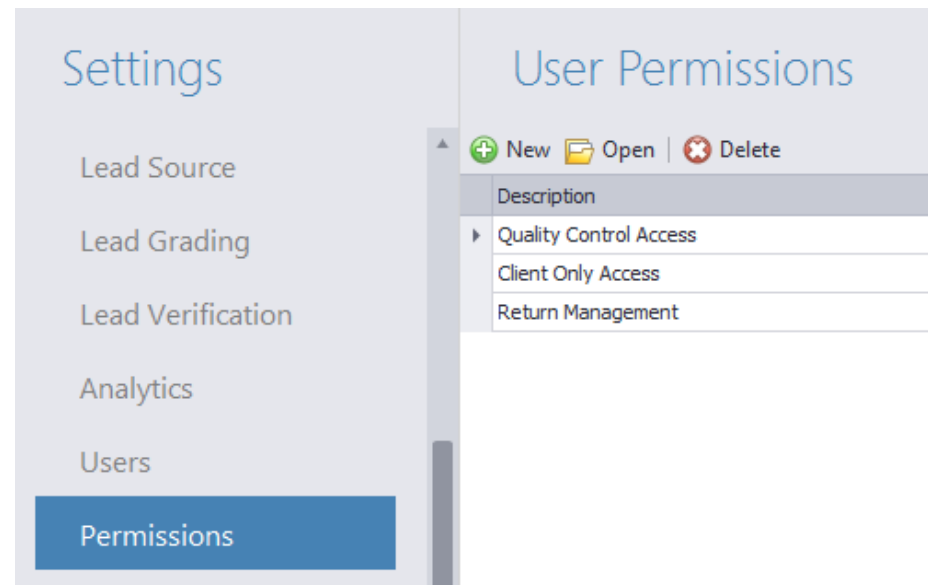 Settings
Lead Source
Lead Grading
Lead Verification
Analytics
Users
Permissions
User Permissions
New Open Delete
Description
Quality Control Access
Client Only Access
Return Management